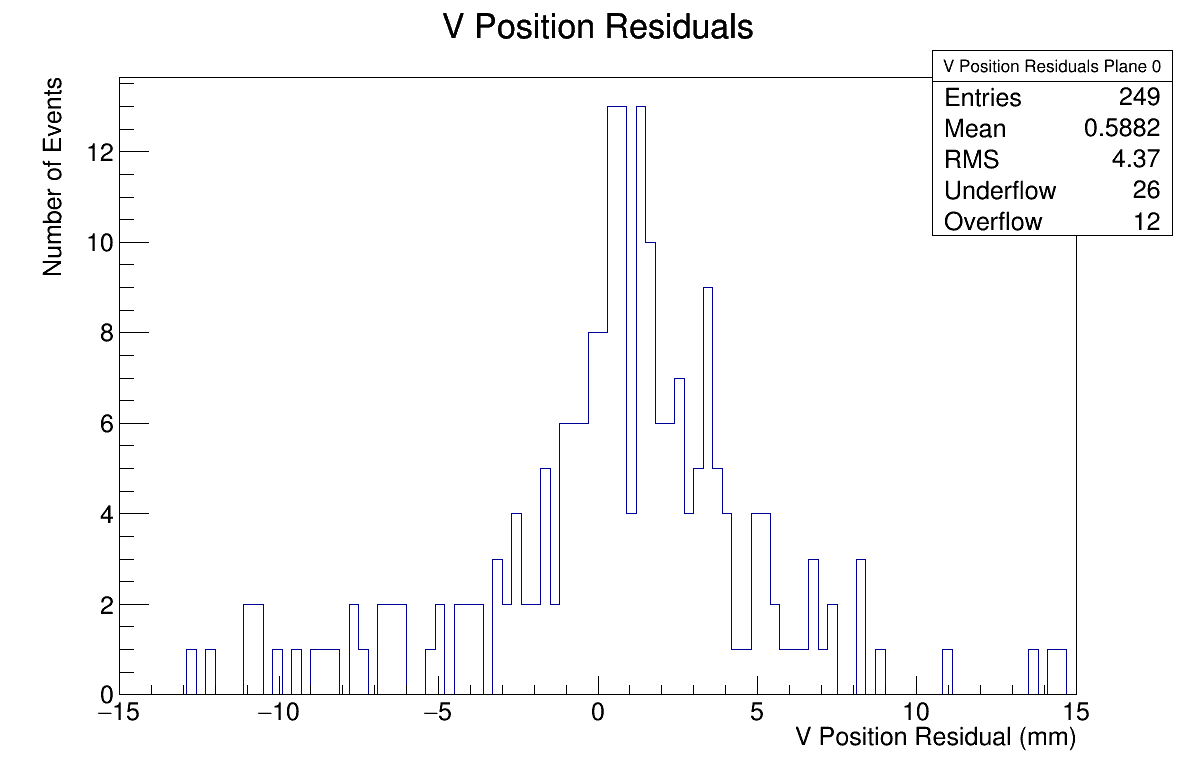 V Position Residuals
V Position Residuals Plane 0
Entries 249
Mean 0.5882
RMS 4.37
Underflow 26
Overflow 12
Number of Events
12
10
8
6
4
2
0
−15 −10 −5 0 5 10 15
V Position Residual (mm)